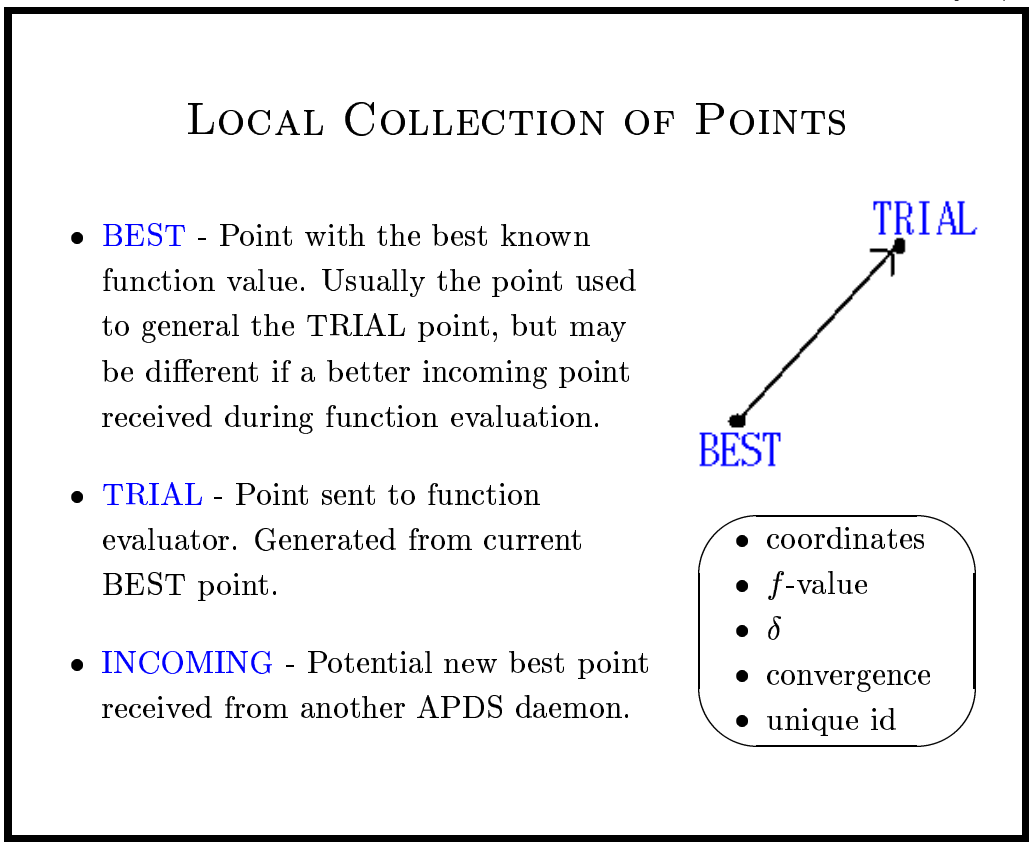 LOCAL COLLECTION OF POINTS
• BEST - Point with the best known
function value. Usually the point used
to general the TRIAL point, but may
be different if a better incoming point
received during function evaluation.
• TRIAL - Point sent to function
evaluator. Generated from current
BEST point.
• INCOMING - Potential new best point
received from another APDS daemon.
TRIAL
BEST
• coordinates
• f-value
• δ
• convergence
• unique id